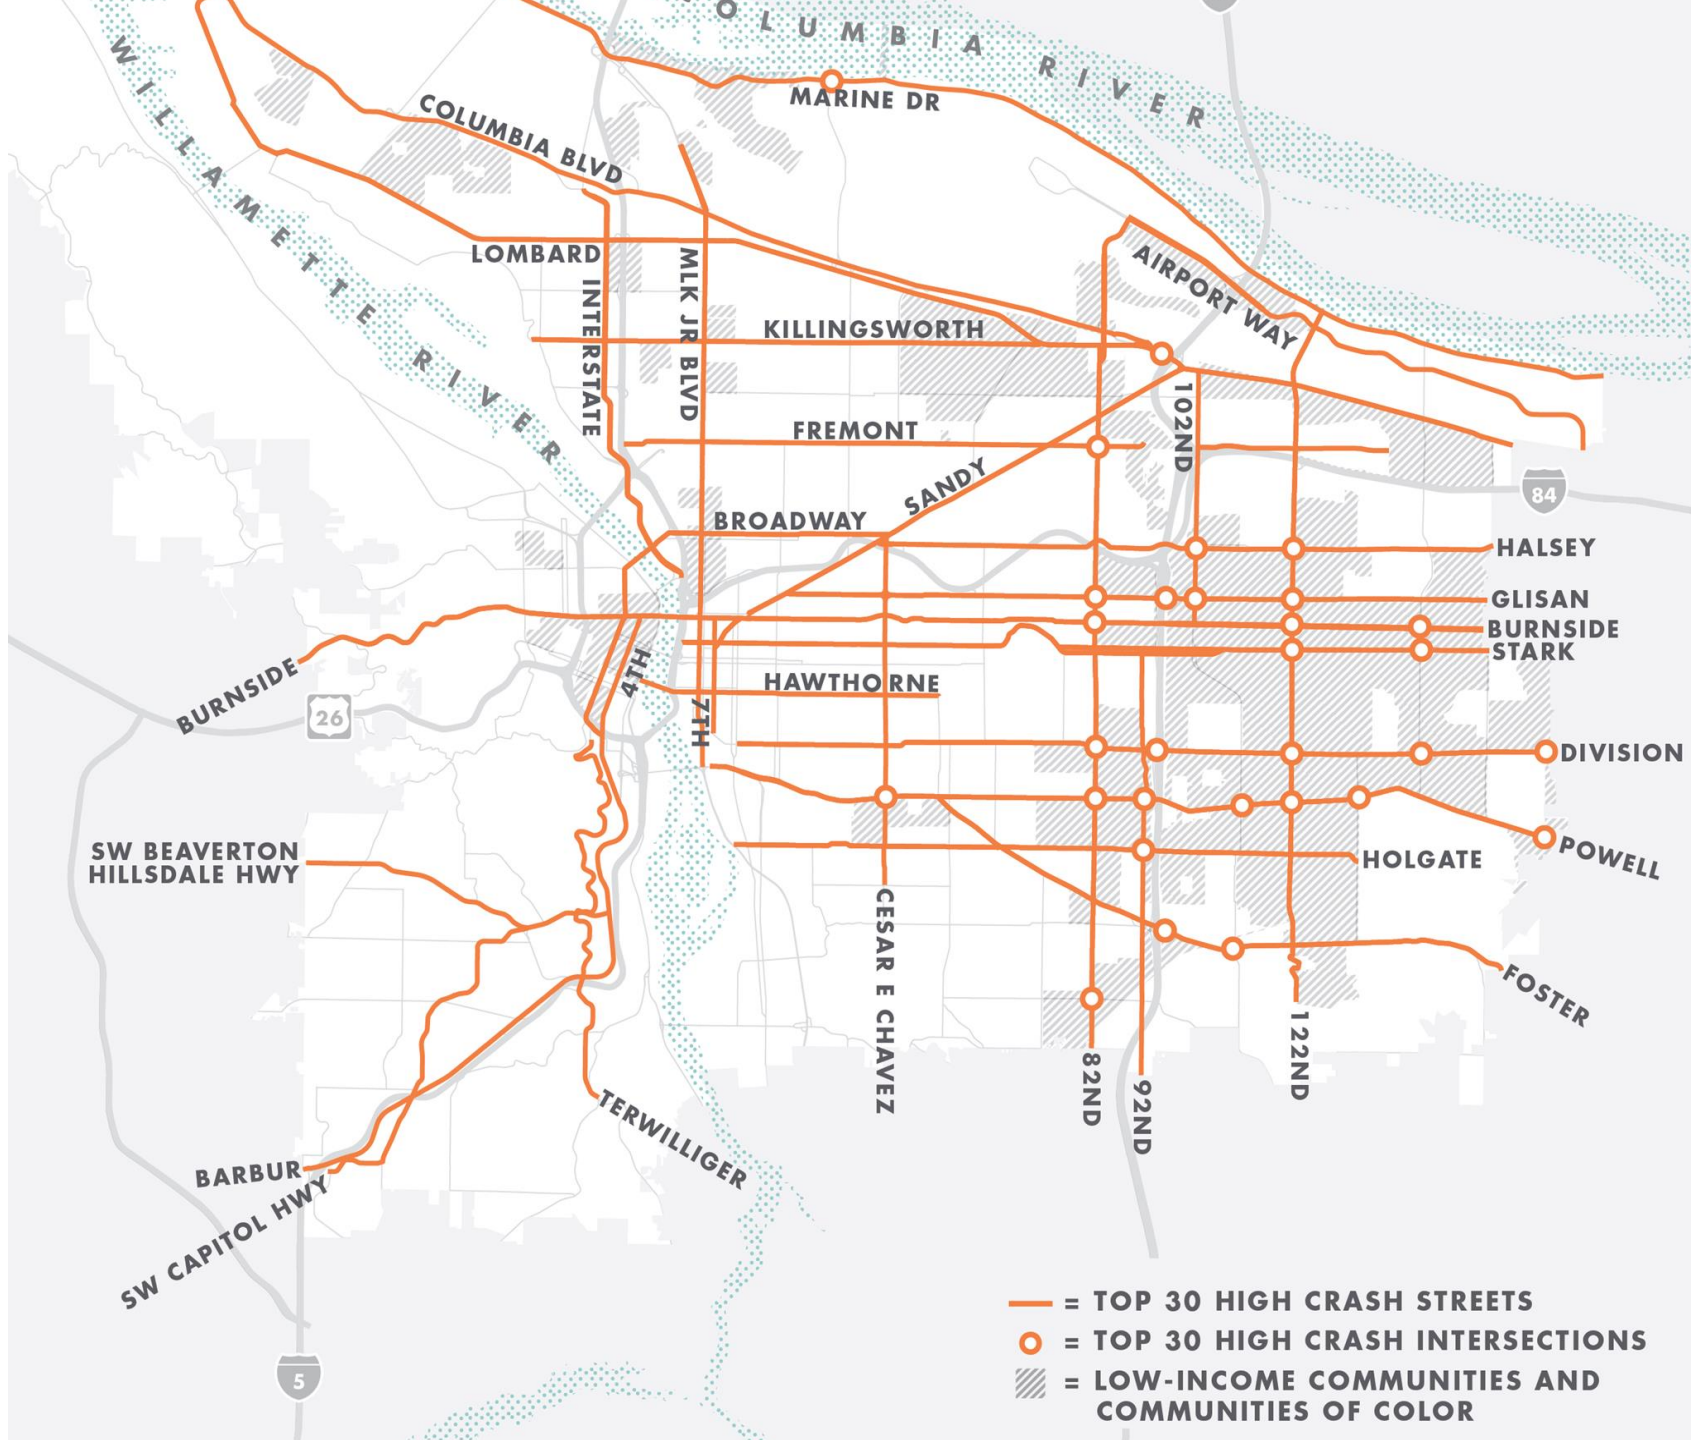 COLUMBIA RIVER
WILLAMETTE RIVER
MARINE DR
COLUMBIA BLVD
LOMBARD
INTERSTATE
MLK JR BLVD
AIRPORT WAY
KILLINGSWORTH
102ND
FREMONT
SANDY
84
BROADWAY
HALSEY
GLISAN
BURNSIDE
STARK
BURNSIDE
26
4TH
HAWTHORNE
7TH
DIVISION
SW BEAVERTON
HILLSDALE HWY
HOLGATE
POWELL
CESAR E CHAVEZ
FOSTER
82ND
92ND
122ND
TERWILLIGER
BARBUR
SW CAPITOL HWY
5
= TOP 30 HIGH CRASH STREETS
= TOP 30 HIGH CRASH INTERSECTIONS
= LOW-INCOME COMMUNITIES AND
COMMUNITIES OF COLOR